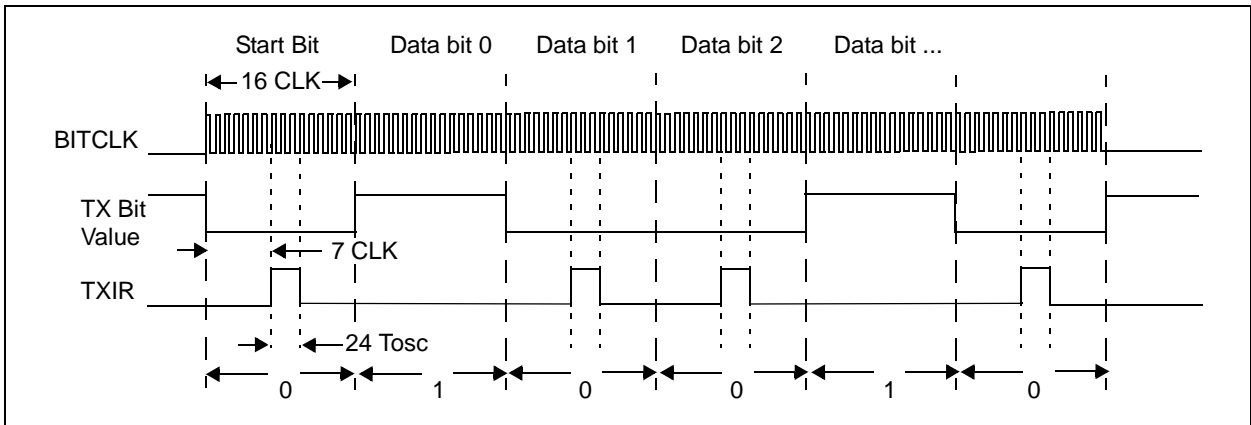 Start Bit Data bit 0 Data bit 1 Data bit 2 Data bit ...
16 CLK
BITCLK
TX Bit
Value
7 CLK
TXIR
24 Tosc
0 1 0 0 1 0